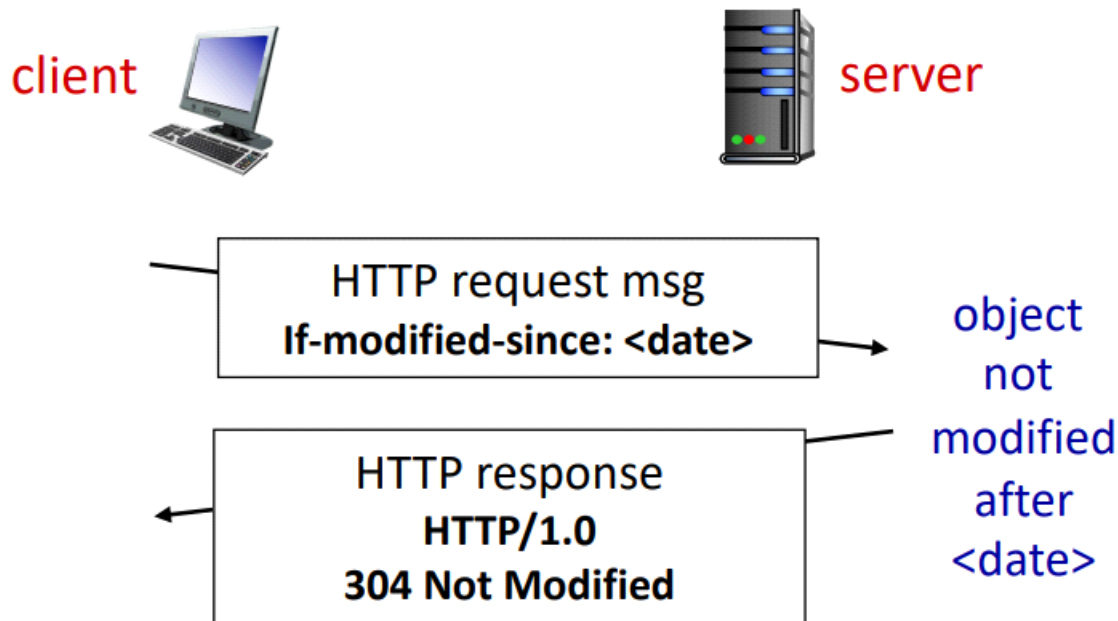 client
server
HTTP request msg
If-modified-since: <date>
object
not
modified
after
<date>
HTTP response
HTTP/1.0
304 Not Modified